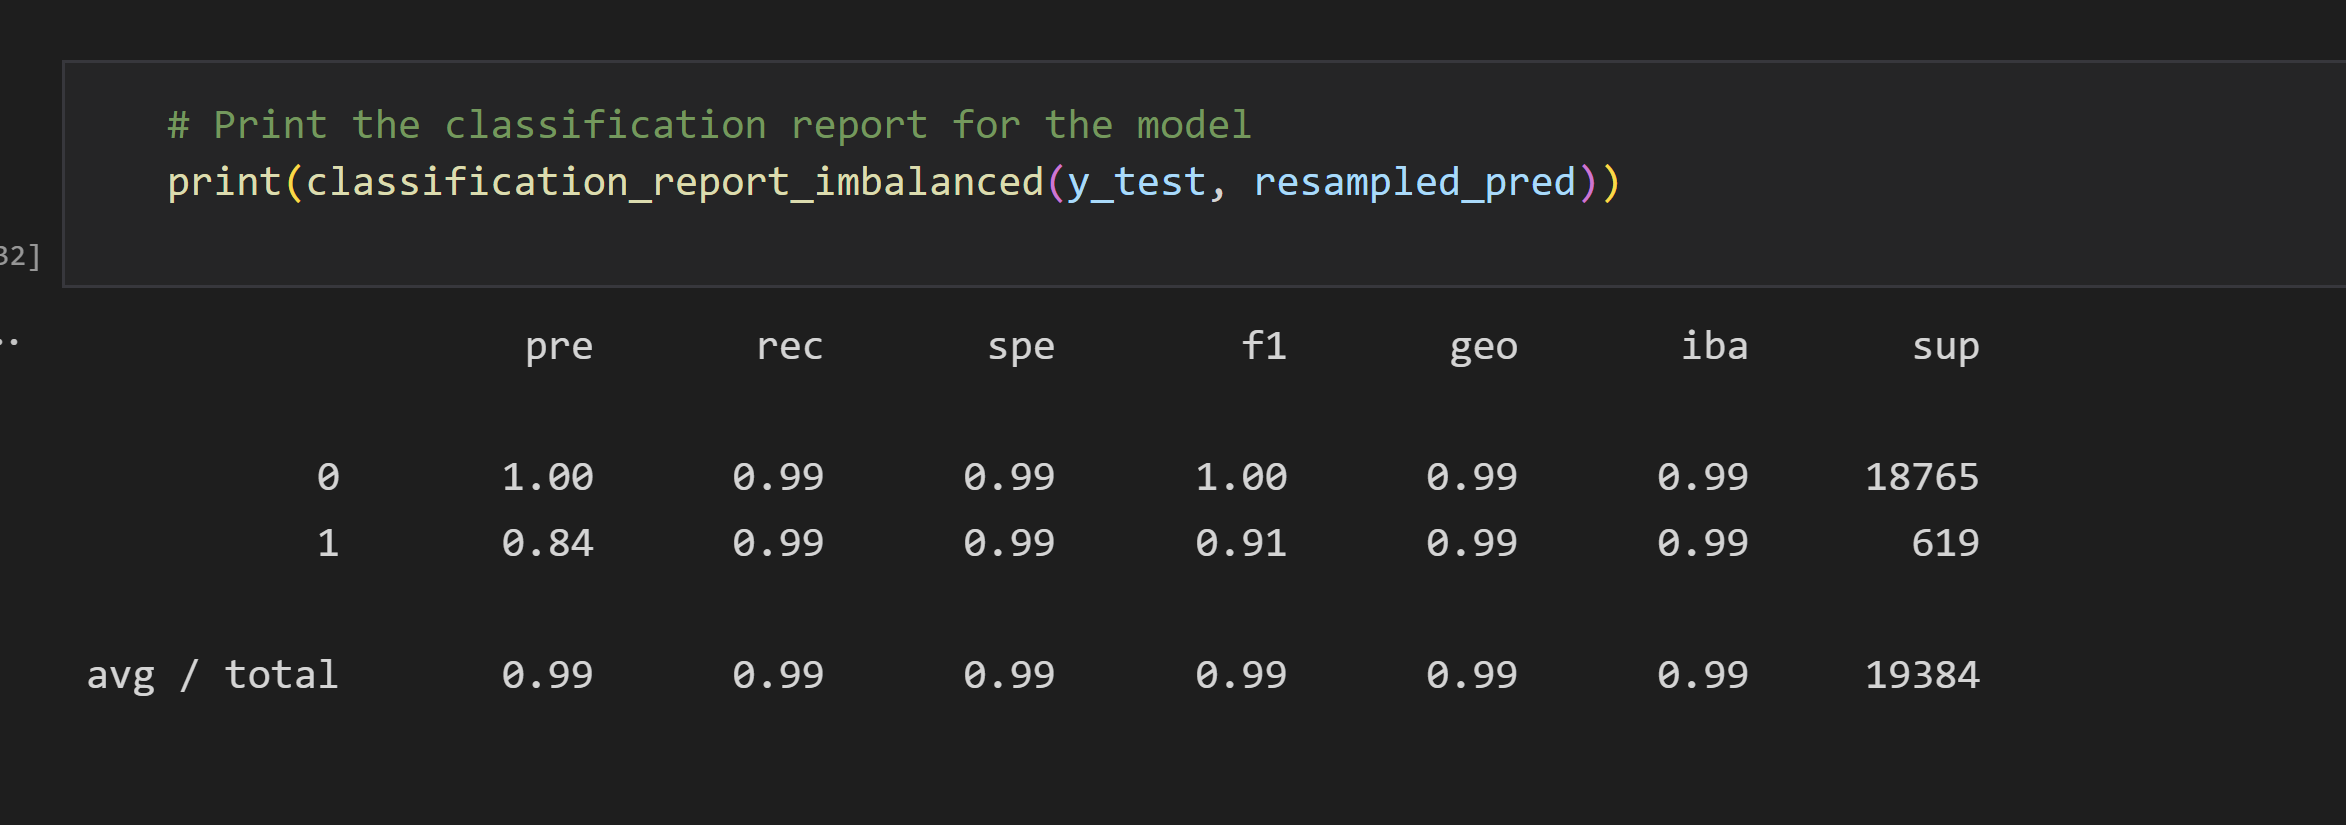 # Print the classification report for the model
print(classification_report_imbalanced(y_test, resampled_pred))
32]
..
pre rec spe f1 geo iba sup
0 1.00 0.99 0.99 1.00 0.99 0.99 18765
1 0.84 0.99 0.99 0.91 0.99 0.99 619
avg / total 0.99 0.99 0.99 0.99 0.99 0.99 19384